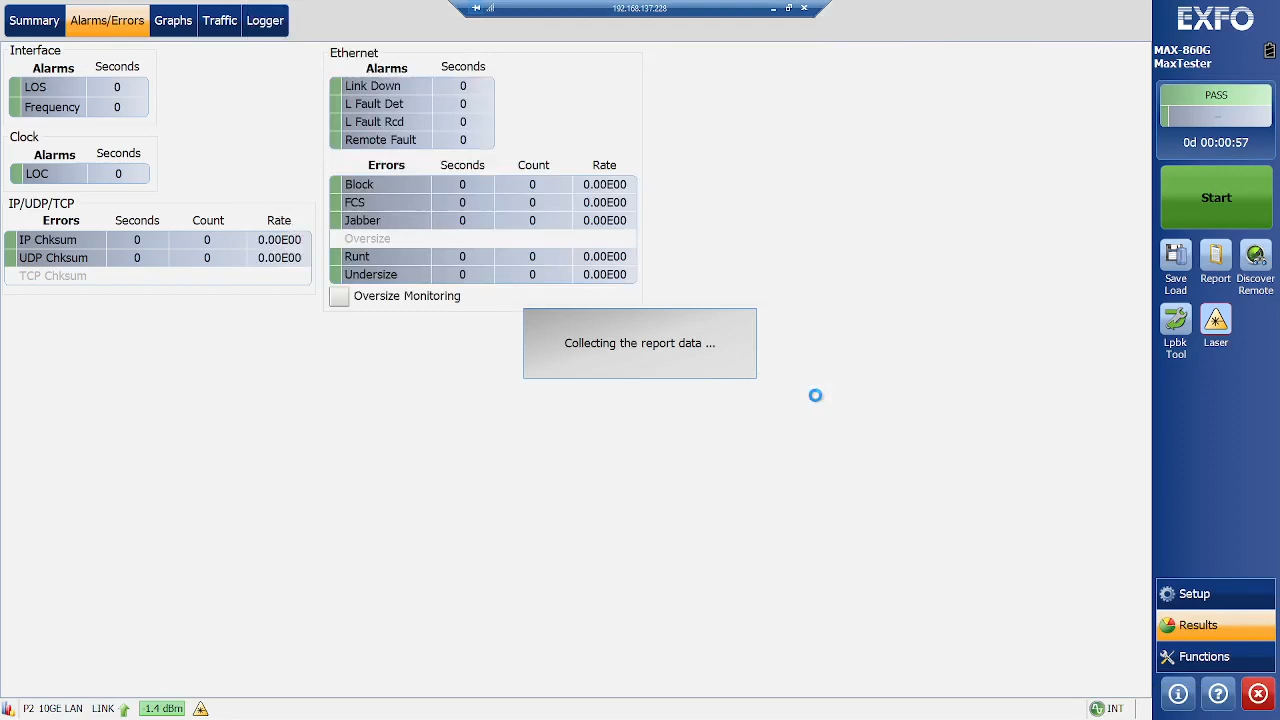 Summary Alarms/Errors Graphs Traffic Logger
192.168.137.228
EXFO
MAX-860G
MaxTester
PASS
--
0d 00:00:57
Start
Save Load
Report
Discover Remote
Lpbk Tool
Laser
Setup
Results
Functions
Interface
Alarms Seconds
LOS 0
Frequency 0
Clock
Alarms Seconds
LOC 0
IP/UDP/TCP
Errors Seconds Count Rate
IP Chksum 0 0 0.00E00
UDP Chksum 0 0 0.00E00
TCP Chksum
Ethernet
Alarms Seconds
Link Down 0
L Fault Det 0
L Fault Rcd 0
Remote Fault 0
Errors Seconds Count Rate
Block 0 0 0.00E00
FCS 0 0 0.00E00
Jabber 0 0 0.00E00
Oversize
Runt 0 0 0.00E00
Undersize 0 0 0.00E00
Oversize Monitoring
Collecting the report data ...
P2 10GE LAN LINK -1.4 dBm
INT